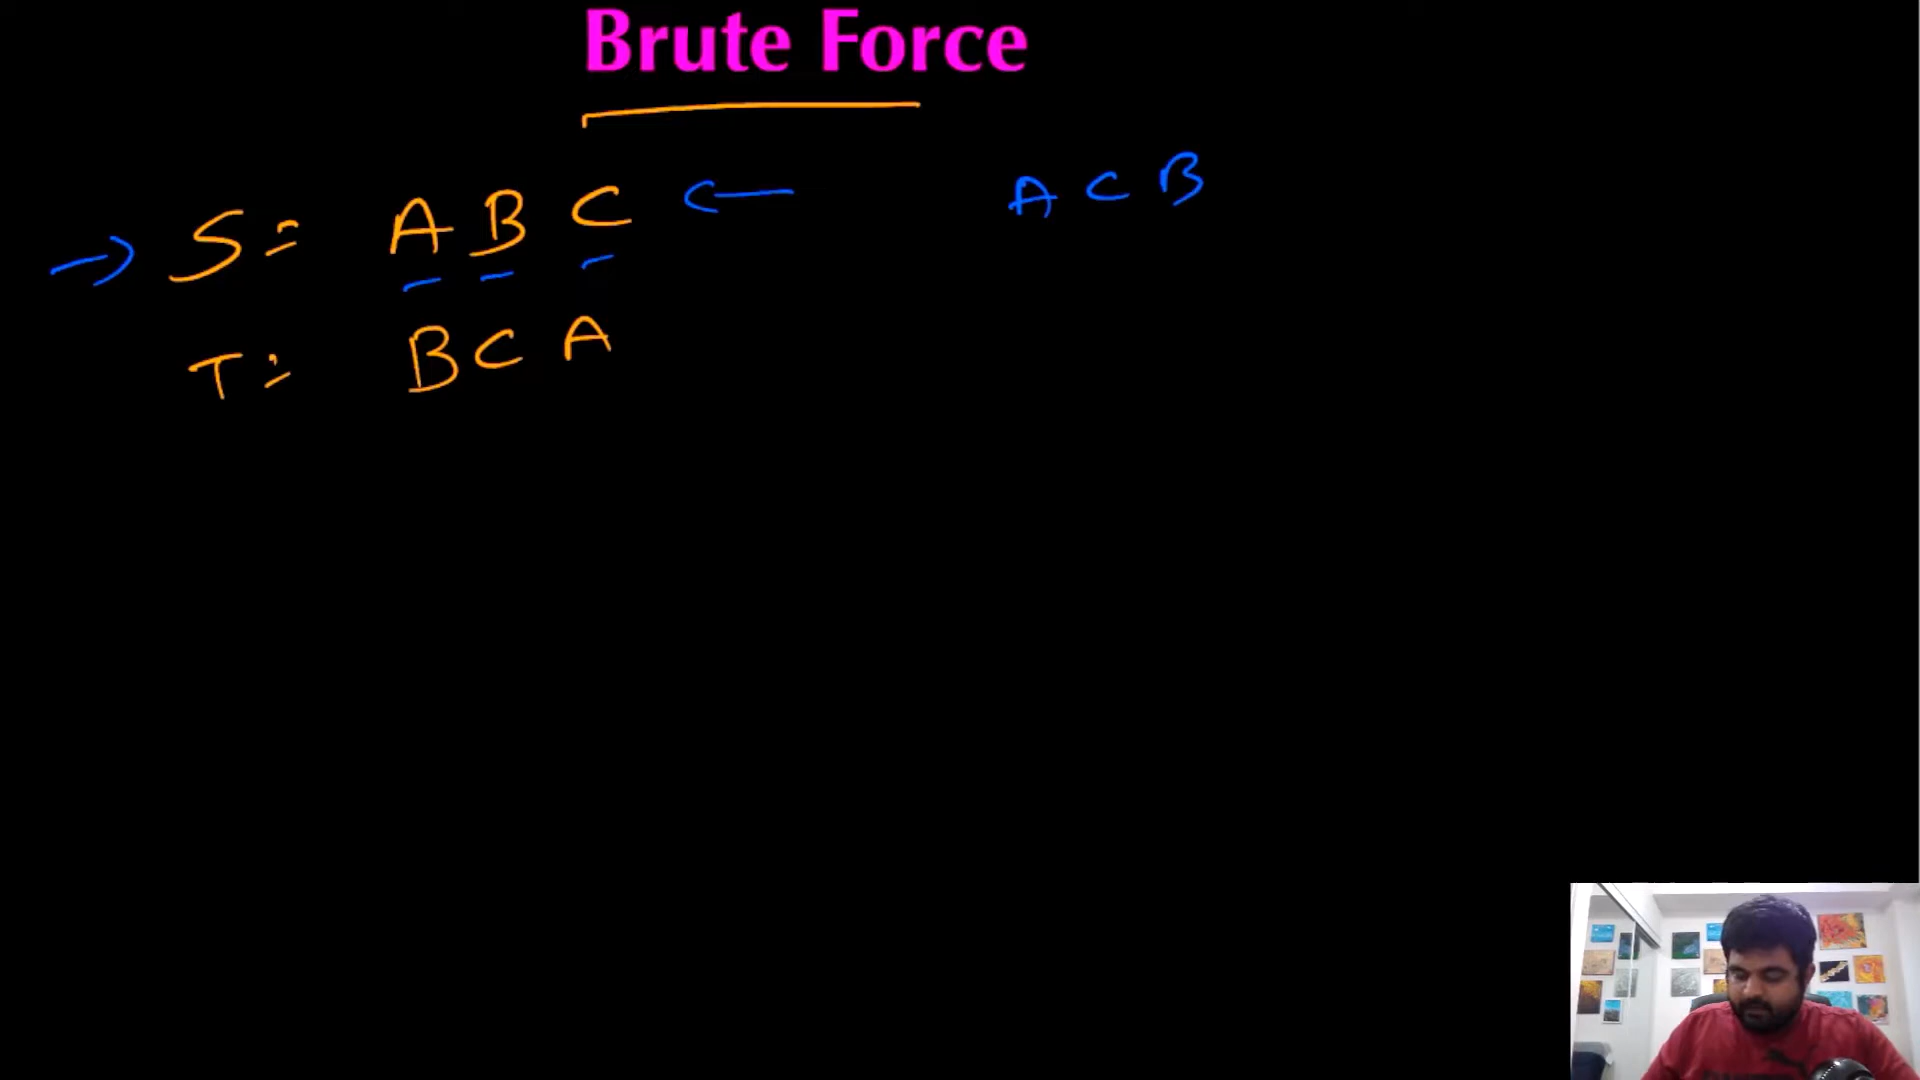 Brute Force
→ S = A B C ← A C B
T = B C A